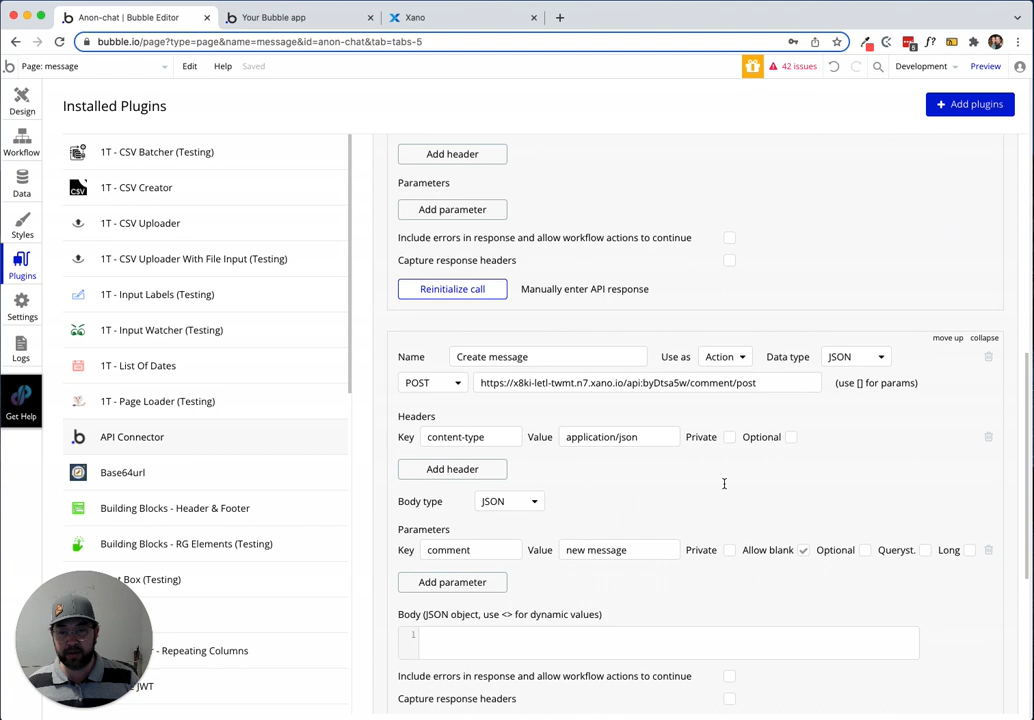 Anon-chat | Bubble Editor
Your Bubble app
Xano
bubble.io/page?type=page&name=message&id=anon-chat&tab=tabs-5
Page: message
Edit
Help
Saved
42 issues
Development
Preview
Design
Workflow
Data
Styles
Plugins
Settings
Logs
Get Help
Installed Plugins
+ Add plugins
1T - CSV Batcher (Testing)
1T - CSV Creator
1T - CSV Uploader
1T - CSV Uploader With File Input (Testing)
1T - Input Labels (Testing)
1T - Input Watcher (Testing)
1T - List Of Dates
1T - Page Loader (Testing)
API Connector
Base64url
Building Blocks - Header & Footer
Building Blocks - RG Elements (Testing)
Box (Testing)
- Repeating Columns
JWT
Add header
Parameters
Add parameter
Include errors in response and allow workflow actions to continue
Capture response headers
Reinitialize call
Manually enter API response
move up collapse
Name Create message Use as Action Data type JSON
POST https://x8ki-letl-twmt.n7.xano.io/api:byDtsa5w/comment/post (use [] for params)
Headers
Key content-type Value application/json Private Optional
Add header
Body type JSON
Parameters
Key comment Value new message Private Allow blank Optional Queryst. Long
Add parameter
Body (JSON object, use <> for dynamic values)
1
Include errors in response and allow workflow actions to continue
Capture response headers